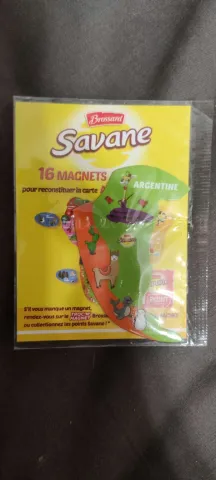 Brossard
Savane
16 MAGNETS
pour reconstituer la carte
ARGENTINE
S'il vous manque un magnet,
rendez-vous sur le
ou collectionnez les points bonus ! *